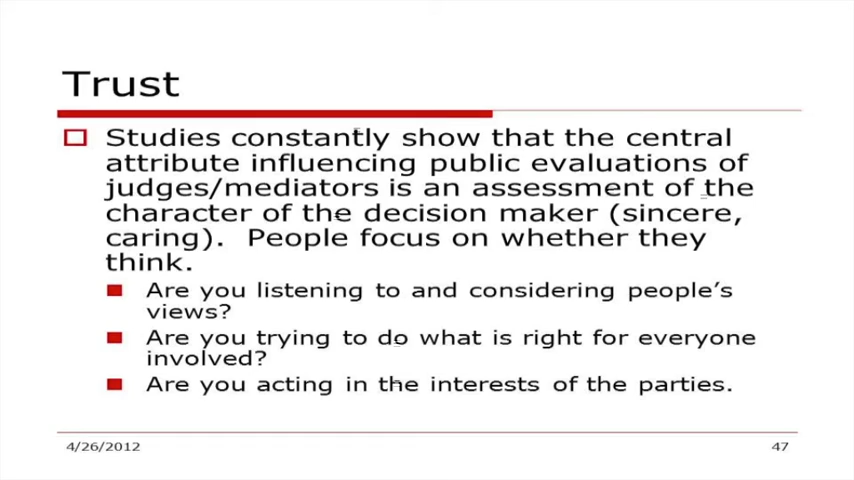 Trust
Studies constantly show that the central
attribute influencing public evaluations of
judges/mediators is an assessment of the
character of the decision maker (sincere,
caring). People focus on whether they
think.
Are you listening to and considering people's
views?
Are you trying to do what is right for everyone
involved?
Are you acting in the interests of the parties.
4/26/2012
47